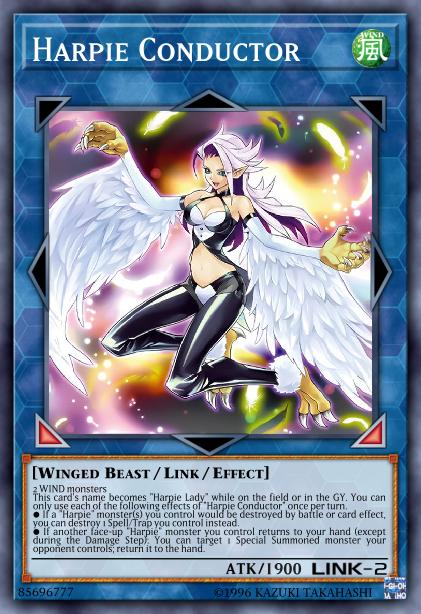 HARPIE CONDUCTOR
WIND
風
[WINGED BEAST / LINK / EFFECT]
2 WIND monsters
This card's name becomes "Harpie Lady" while on the field or in the GY. You can
only use each of the following effects of "Harpie Conductor" once per turn.
● If a "Harpie" monster(s) you control would be destroyed by battle or card effect,
you can destroy 1 Spell/Trap you control instead.
● If another face-up "Harpie" monster you control returns to your hand (except
during the Damage Step): You can target 1 Special Summoned monster your
opponent controls; return it to the hand.
ATK/1900 LINK-2
85696777 ©1996 KAZUKI TAKAHASHI